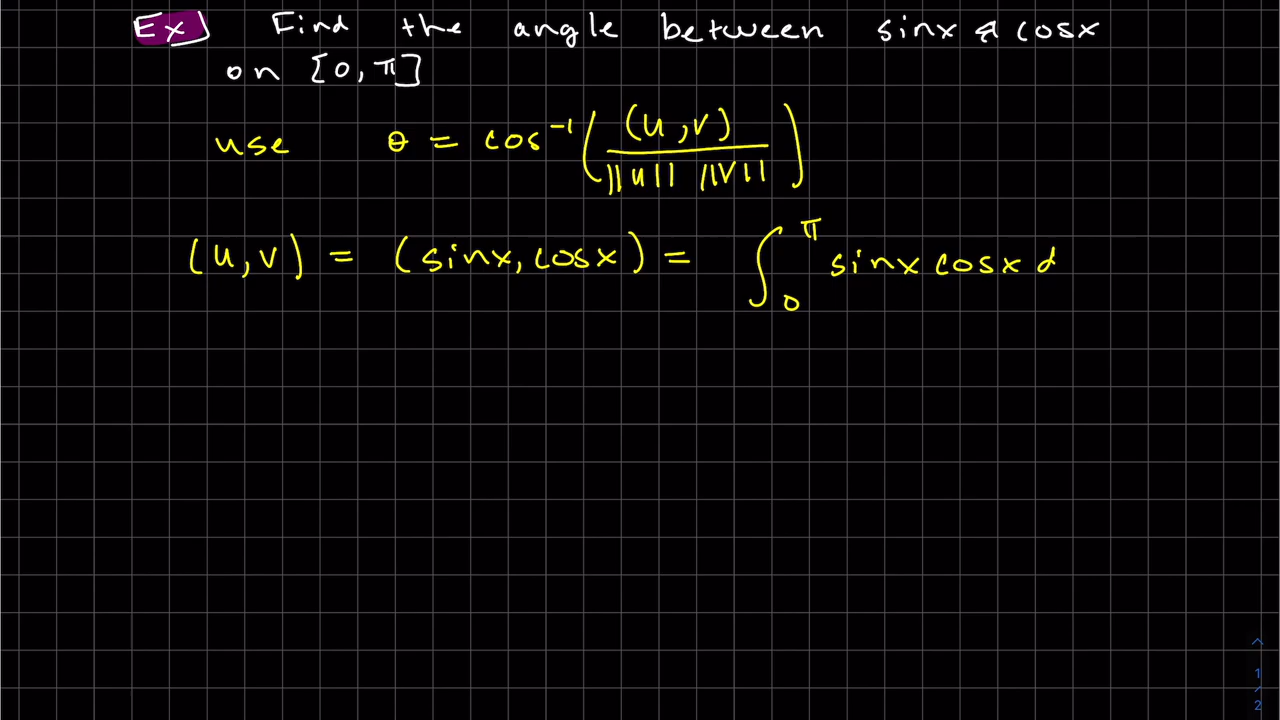 Ex] Find the angle between sinx & cosx
on [0, π]
use θ = cos⁻¹( (u,v) / ||u|| ||v|| )
(u,v) = (sinx, cosx) = ∫₀^π sinx cosx d
1
/
2